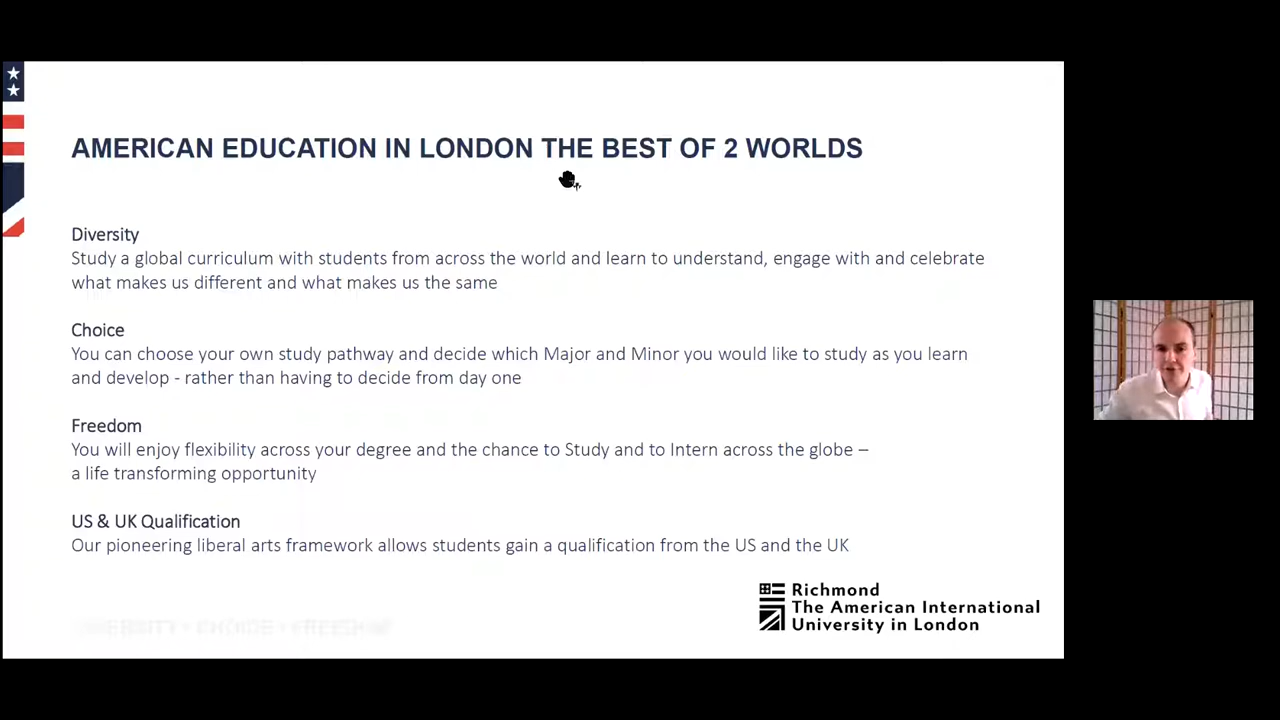 AMERICAN EDUCATION IN LONDON THE BEST OF 2 WORLDS
Diversity
Study a global curriculum with students from across the world and learn to understand, engage with and celebrate
what makes us different and what makes us the same
Choice
You can choose your own study pathway and decide which Major and Minor you would like to study as you learn
and develop - rather than having to decide from day one
Freedom
You will enjoy flexibility across your degree and the chance to Study and to Intern across the globe –
a life transforming opportunity
US & UK Qualification
Our pioneering liberal arts framework allows students gain a qualification from the US and the UK
Richmond
The American International
University in London